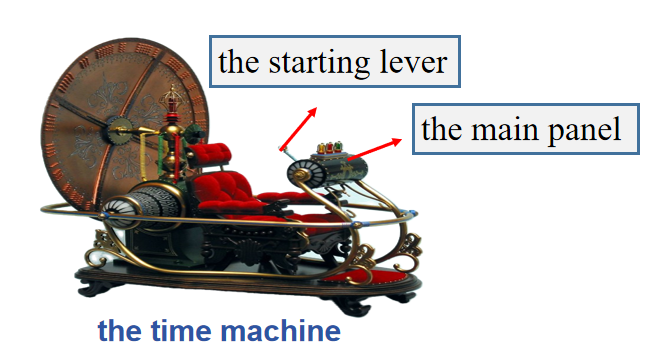 the starting lever
the main panel
the time machine